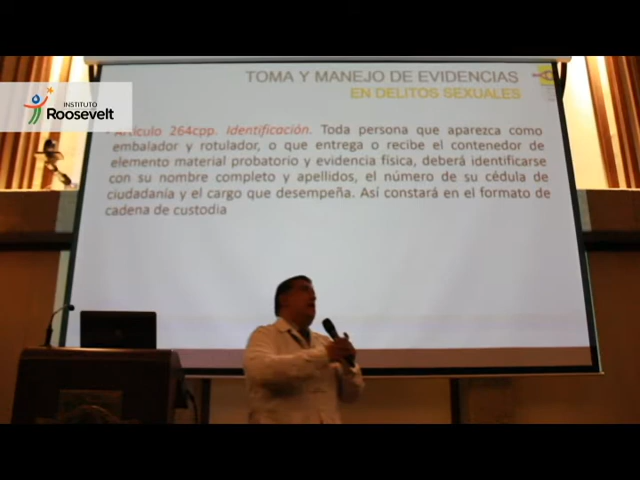 TOMA Y MANEJO DE EVIDENCIAS
EN DELITOS SEXUALES
INSTITUTO
Roosevelt
Artículo 264cpp. Identificación. Toda persona que aparezca como
embalador y rotulador, o que entrega o recibe el contenedor de
elemento material probatorio y evidencia física, deberá identificarse
con su nombre completo y apellidos, el número de su cédula de
ciudadanía y el cargo que desempeña. Así constará en el formato de
cadena de custodia